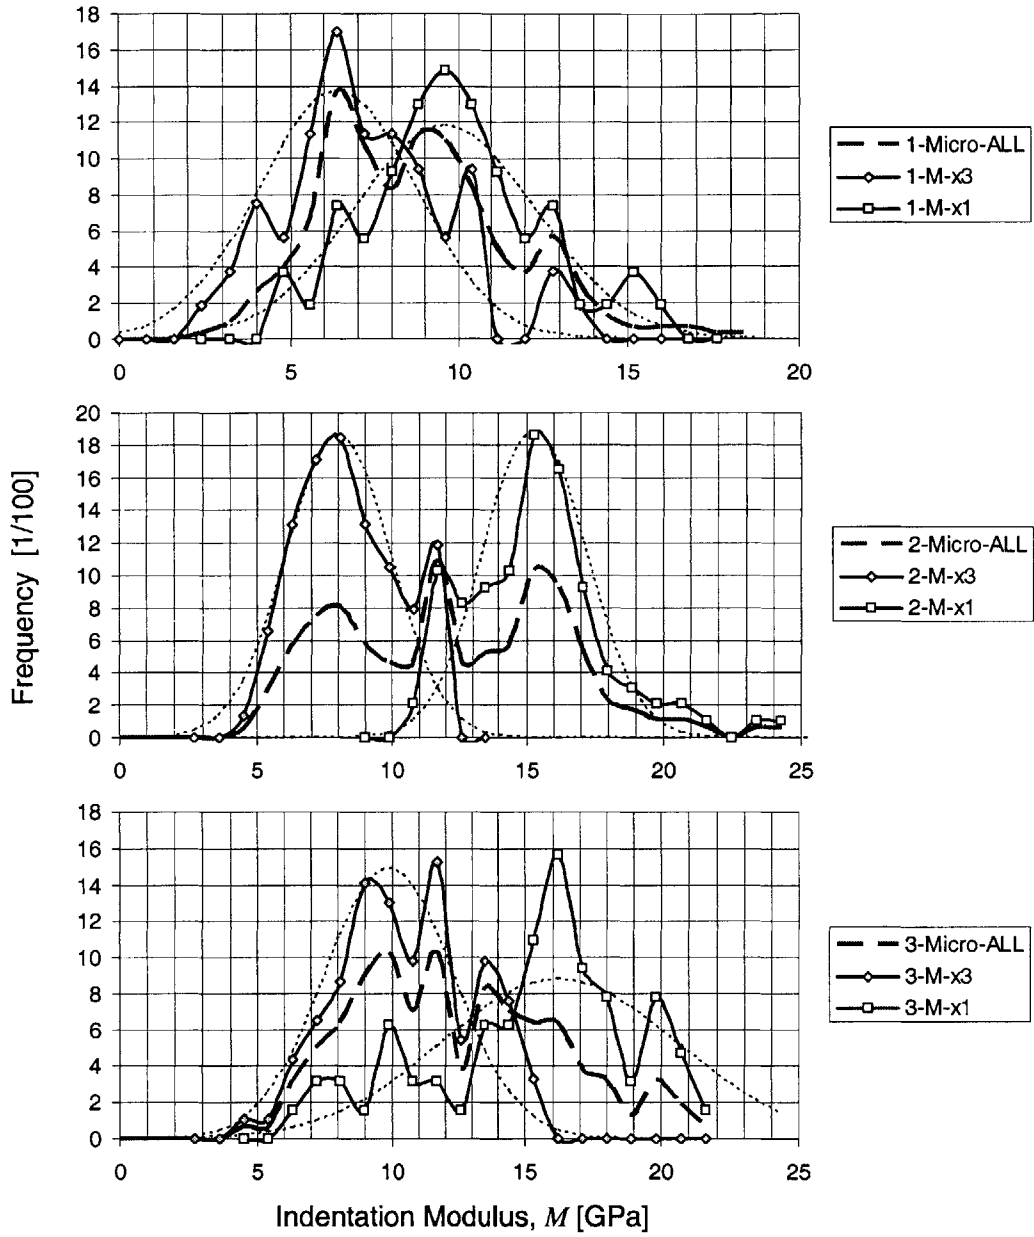 18
16
14
12
10
8
6
4
2
0
0 5 10 15 20
1-Micro-ALL
1-M-x3
1-M-x1
20
18
16
14
12
10
8
6
4
2
0
0 5 10 15 20 25
2-Micro-ALL
2-M-x3
2-M-x1
Frequency [1/100]
18
16
14
12
10
8
6
4
2
0
0 5 10 15 20 25
3-Micro-ALL
3-M-x3
3-M-x1
Indentation Modulus, M [GPa]